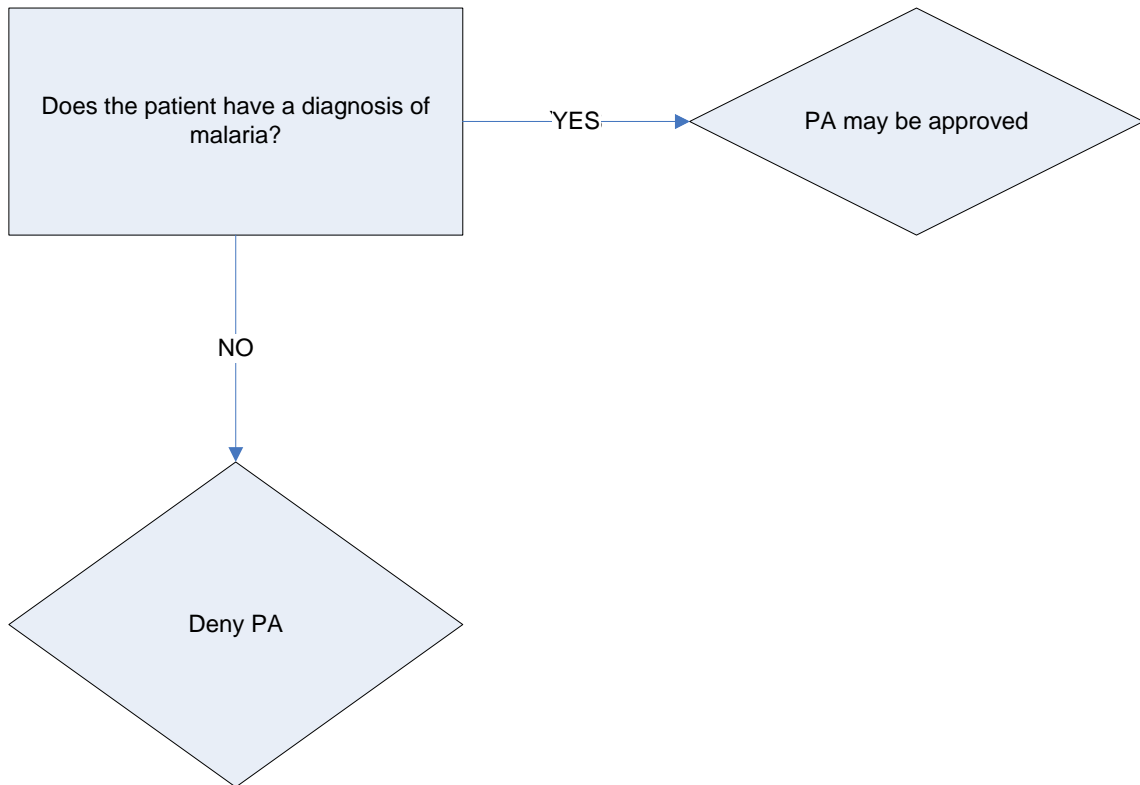 Does the patient have a diagnosis of
malaria?
YES
PA may be approved
NO
Deny PA